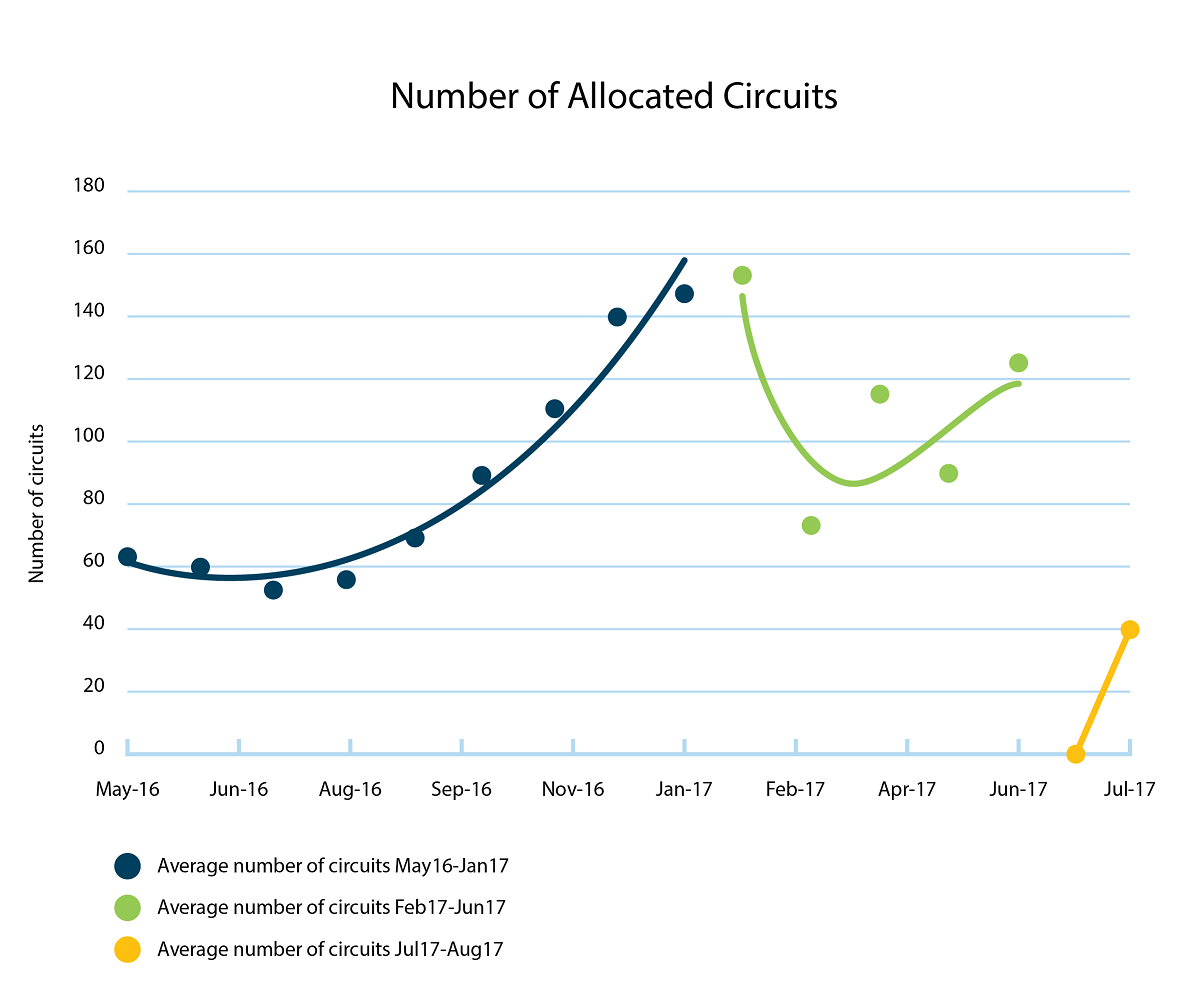 Number of Allocated Circuits
180
160
140
120
100
80
60
40
20
0
Number of circuits
May-16 Jun-16 Aug-16 Sep-16 Nov-16 Jan-17 Feb-17 Apr-17 Jun-17 Jul-17
Average number of circuits May16-Jan17
Average number of circuits Feb17-Jun17
Average number of circuits Jul17-Aug17